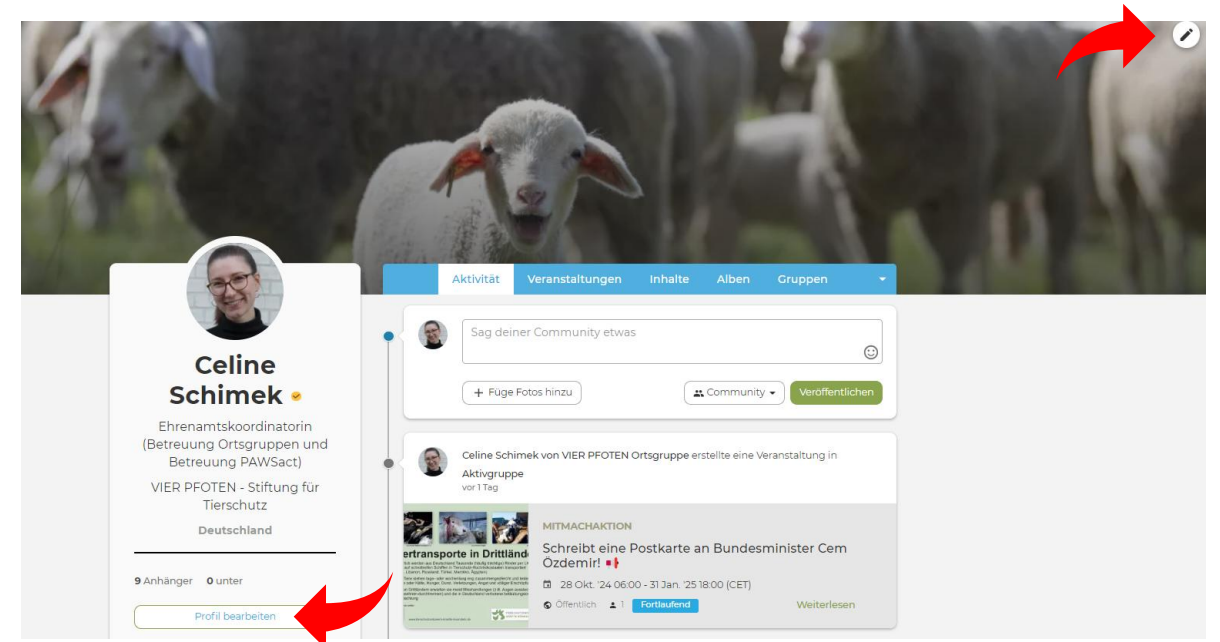 Aktivität Veranstaltungen Inhalte Alben Gruppen
Celine
Schimek
Ehrenamtskoordinatorin
(Betreuung Ortsgruppen und
Betreuung PAWSact)
VIER PFOTEN - Stiftung für
Tierschutz
Deutschland
9 Anhänger 0 unter
Profil bearbeiten
Sag deiner Community etwas
+ Füge Fotos hinzu
Community
Veröffentlichen
Celine Schimek von VIER PFOTEN Ortsgruppe erstellte eine Veranstaltung in
Aktivgruppe
vor 1 Tag
ertransporte in Drittländ
MITMACHAKTION
Schreibt eine Postkarte an Bundesminister Cem
Özdemir!
28 Okt. '24 06:00 - 31 Jan. '25 18:00 (CET)
Öffentlich 1 Fortlaufend Weiterlesen